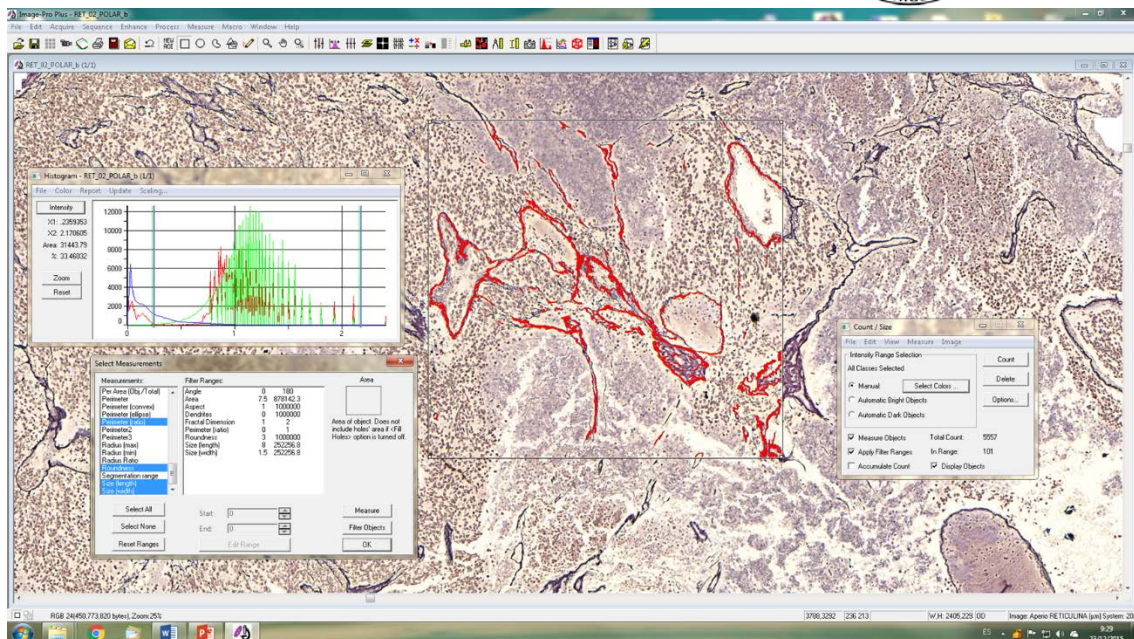 Image-Pro Plus - RET_02_POLAR_b
File Edit Acquire Sequence Enhance Process Measure Macro Window Help
RET_02_POLAR_b (1/1)
Histogram - RET_02_POLAR_b (1/1)
File Color Report Update Scaling...
Intensity
X1: .2359353
X2: 2.170605
Area: 31443.79
%: 33.46032
Zoom
Reset
12000
10000
8000
6000
4000
2000
0
0 1 2
Select Measurements
Measurements:
Per Area (Obj./Total)
Perimeter
Perimeter (convex)
Perimeter (ellipse)
Perimeter (ratio)
Perimeter2
Perimeter3
Radius (max)
Radius (min)
Radius Ratio
Roundness
Segmentation range
Size (length)
Size (width)
Filter Ranges:
Angle 0 180
Area 7.5 878142.3
Aspect 1 1000000
Dendites 0 1000000
Fractal Dimension 1 2
Perimeter (ratio) 0 1
Roundness 3 1000000
Size (length) 8 252256.8
Size (width) 1.5 252256.8
Area
Area of object. Does not
include holes' area if <Fill
Holes> option is turned off.
Select All
Select None
Reset Ranges
Start: 0
End: 0
Edit Range
Measure
Filter Objects
OK
Count / Size
File Edit View Measure Image
Intensity Range Selection
All Classes Selected
Manual
Select Colors ...
Automatic Bright Objects
Automatic Dark Objects
Count
Delete
Options...
Measure Objects Total Count: 5557
Apply Filter Ranges In Range: 101
Accumulate Count Display Objects
RGB 24(450,773,820 bytes), Zoom:25%
3788,3292 236.213 W,H: 2405,229 OD Image: Aperio RETICULINA (µm) System: 20
ES
9:29